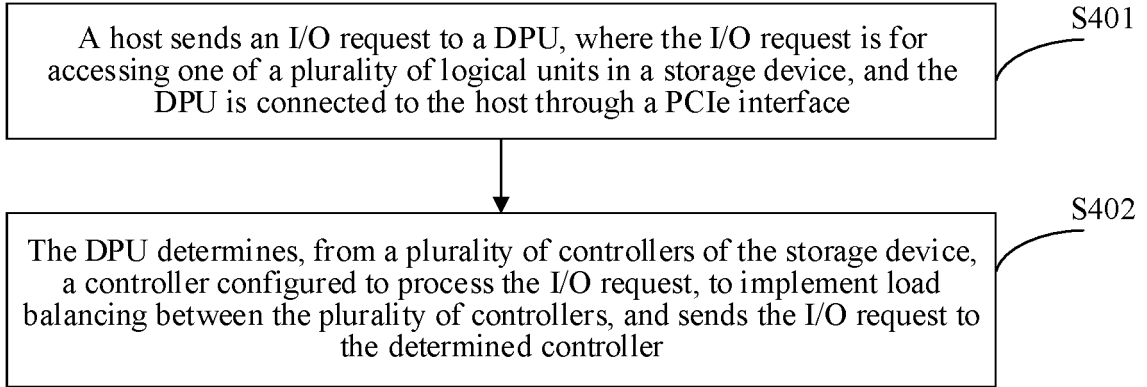 S401
A host sends an I/O request to a DPU, where the I/O request is for
accessing one of a plurality of logical units in a storage device, and the
DPU is connected to the host through a PCIe interface
S402
The DPU determines, from a plurality of controllers of the storage device,
a controller configured to process the I/O request, to implement load
balancing between the plurality of controllers, and sends the I/O request to
the determined controller